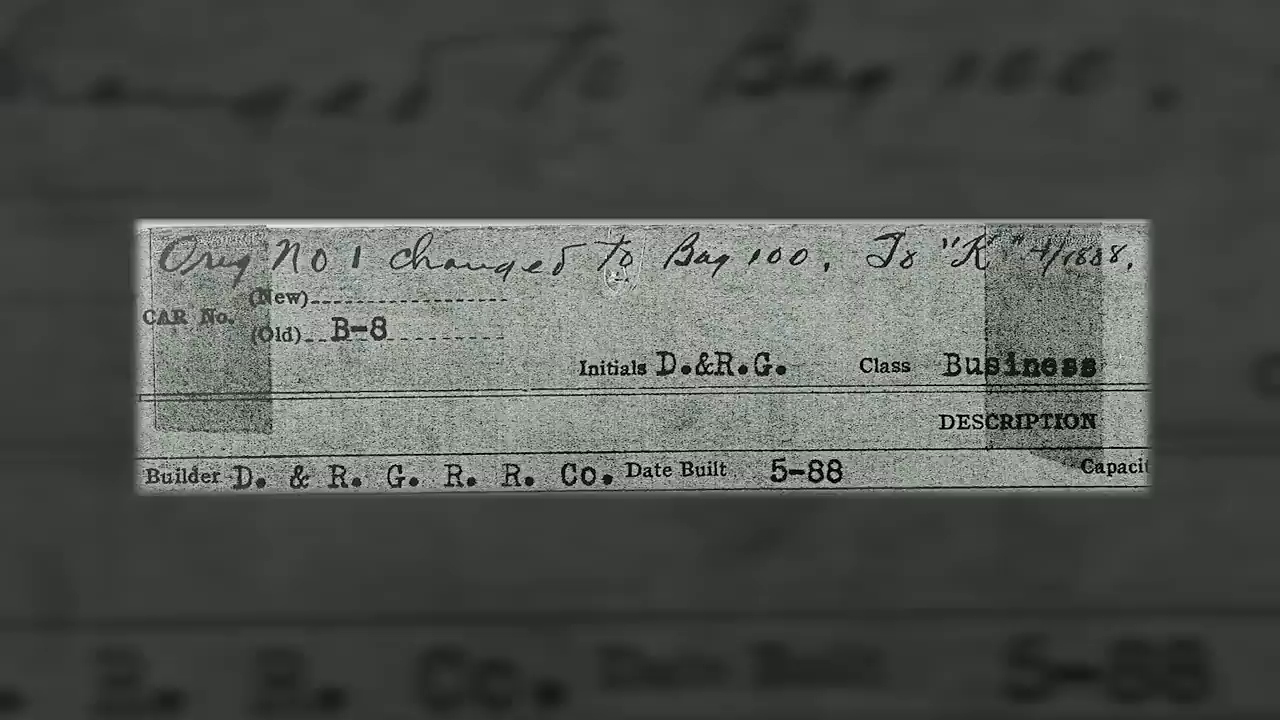 Orig No 1 changed to Bag 100. To "K" 4/1888.
(New)
CAR No.
(Old) B-8
Initials D.&R.G. Class Business
DESCRIPTION
Builder D. & R. G. R. R. Co. Date Built 5-88 Capacit